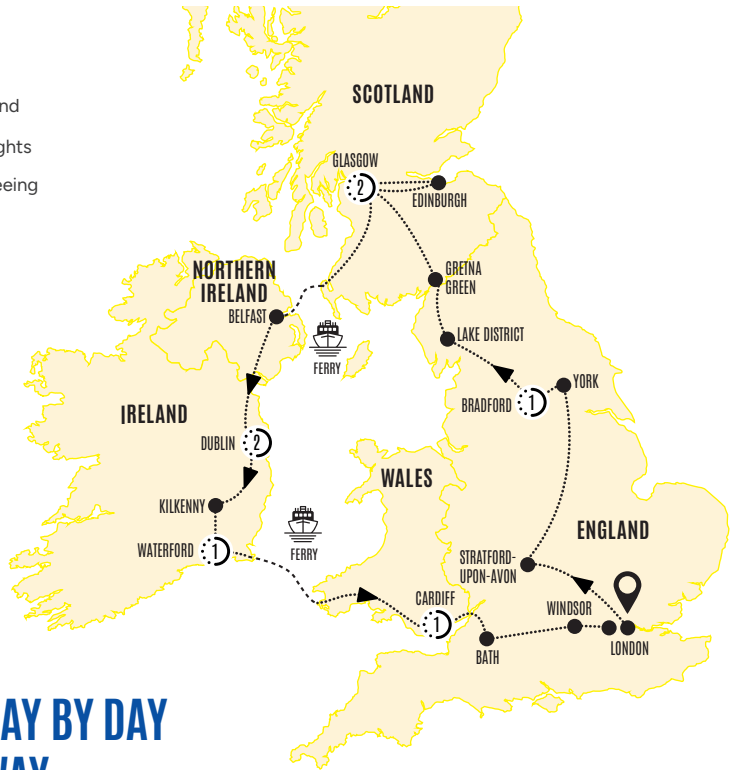 nd
ghts
eeing
SCOTLAND
GLASGOW
2
EDINBURGH
GRETNA
GREEN
NORTHERN
IRELAND
BELFAST
FERRY
LAKE DISTRICT
YORK
BRADFORD
1
IRELAND
DUBLIN
2
WALES
KILKENNY
WATERFORD
1
FERRY
ENGLAND
STRATFORD-
UPON-AVON
CARDIFF
1
WINDSOR
BATH
LONDON
AY BY DAY
WAY